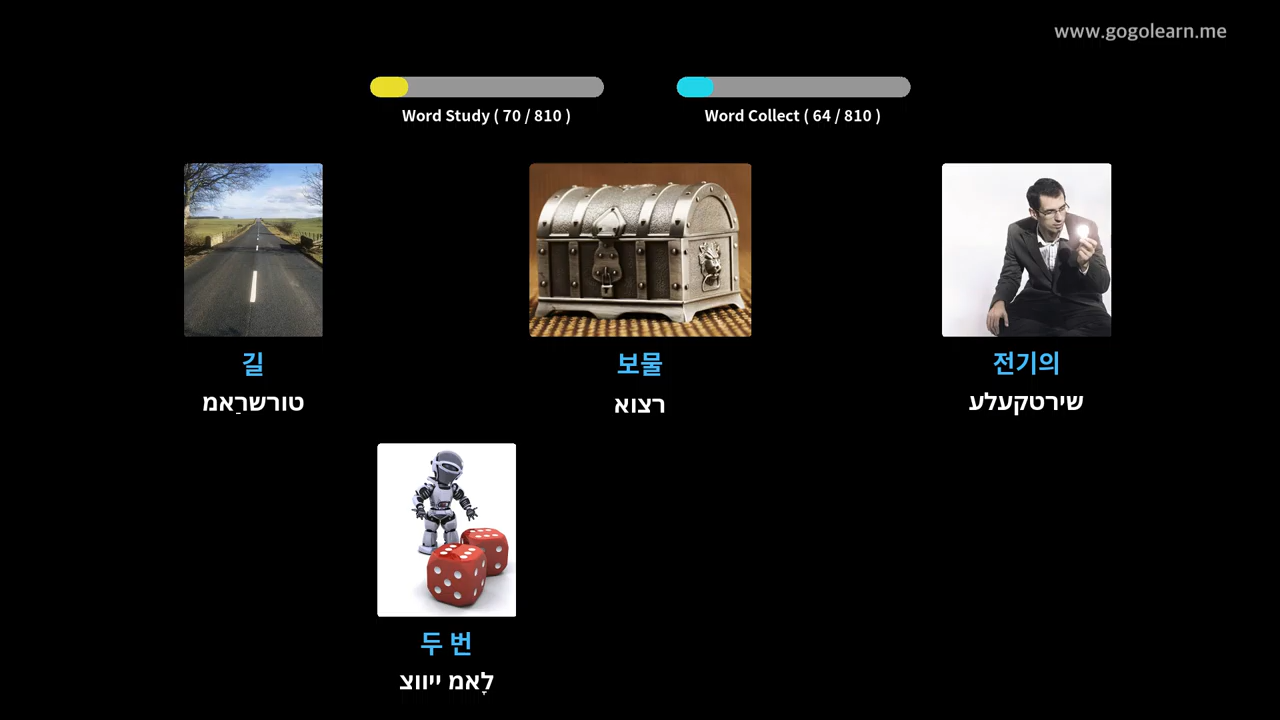 www.gogolearn.me
Word Study ( 70 / 810 )
Word Collect ( 64 / 810 )
길
טורשרַאמ
보물
רצוא
전기의
שירטקעלע
두 번
לָאמ ייווצ